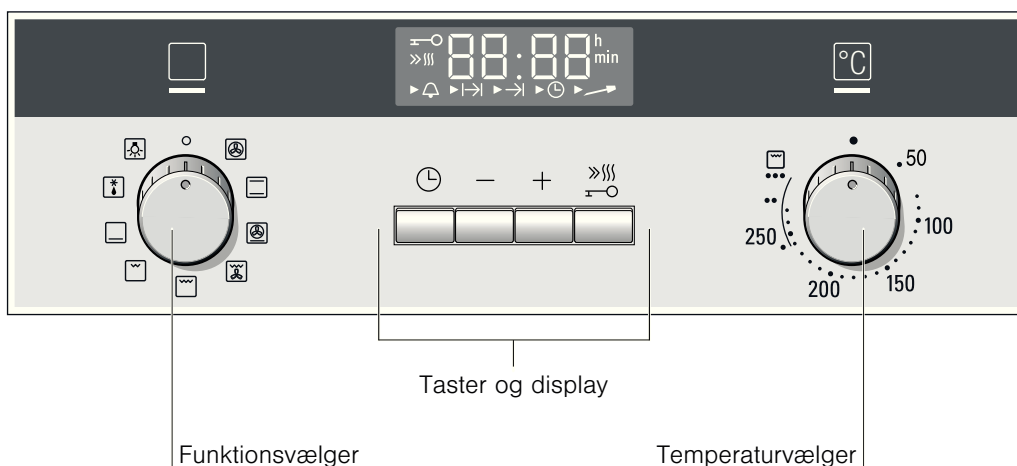 88:88 h
min
°C
50
100
150
200
250
Taster og display
Funktionsvælger
Temperaturvælger